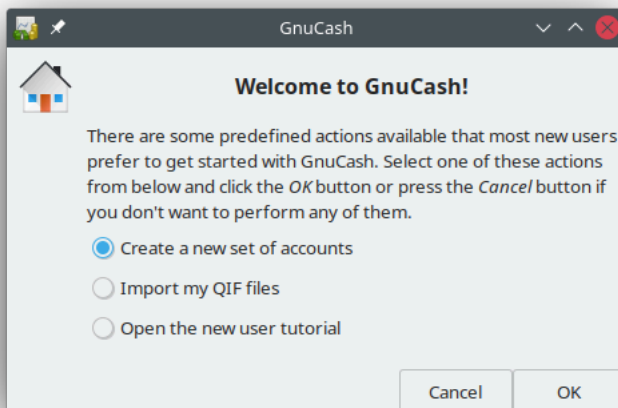 GnuCash
Welcome to GnuCash!
There are some predefined actions available that most new users
prefer to get started with GnuCash. Select one of these actions
from below and click the OK button or press the Cancel button if
you don't want to perform any of them.
Create a new set of accounts
Import my QIF files
Open the new user tutorial
Cancel OK